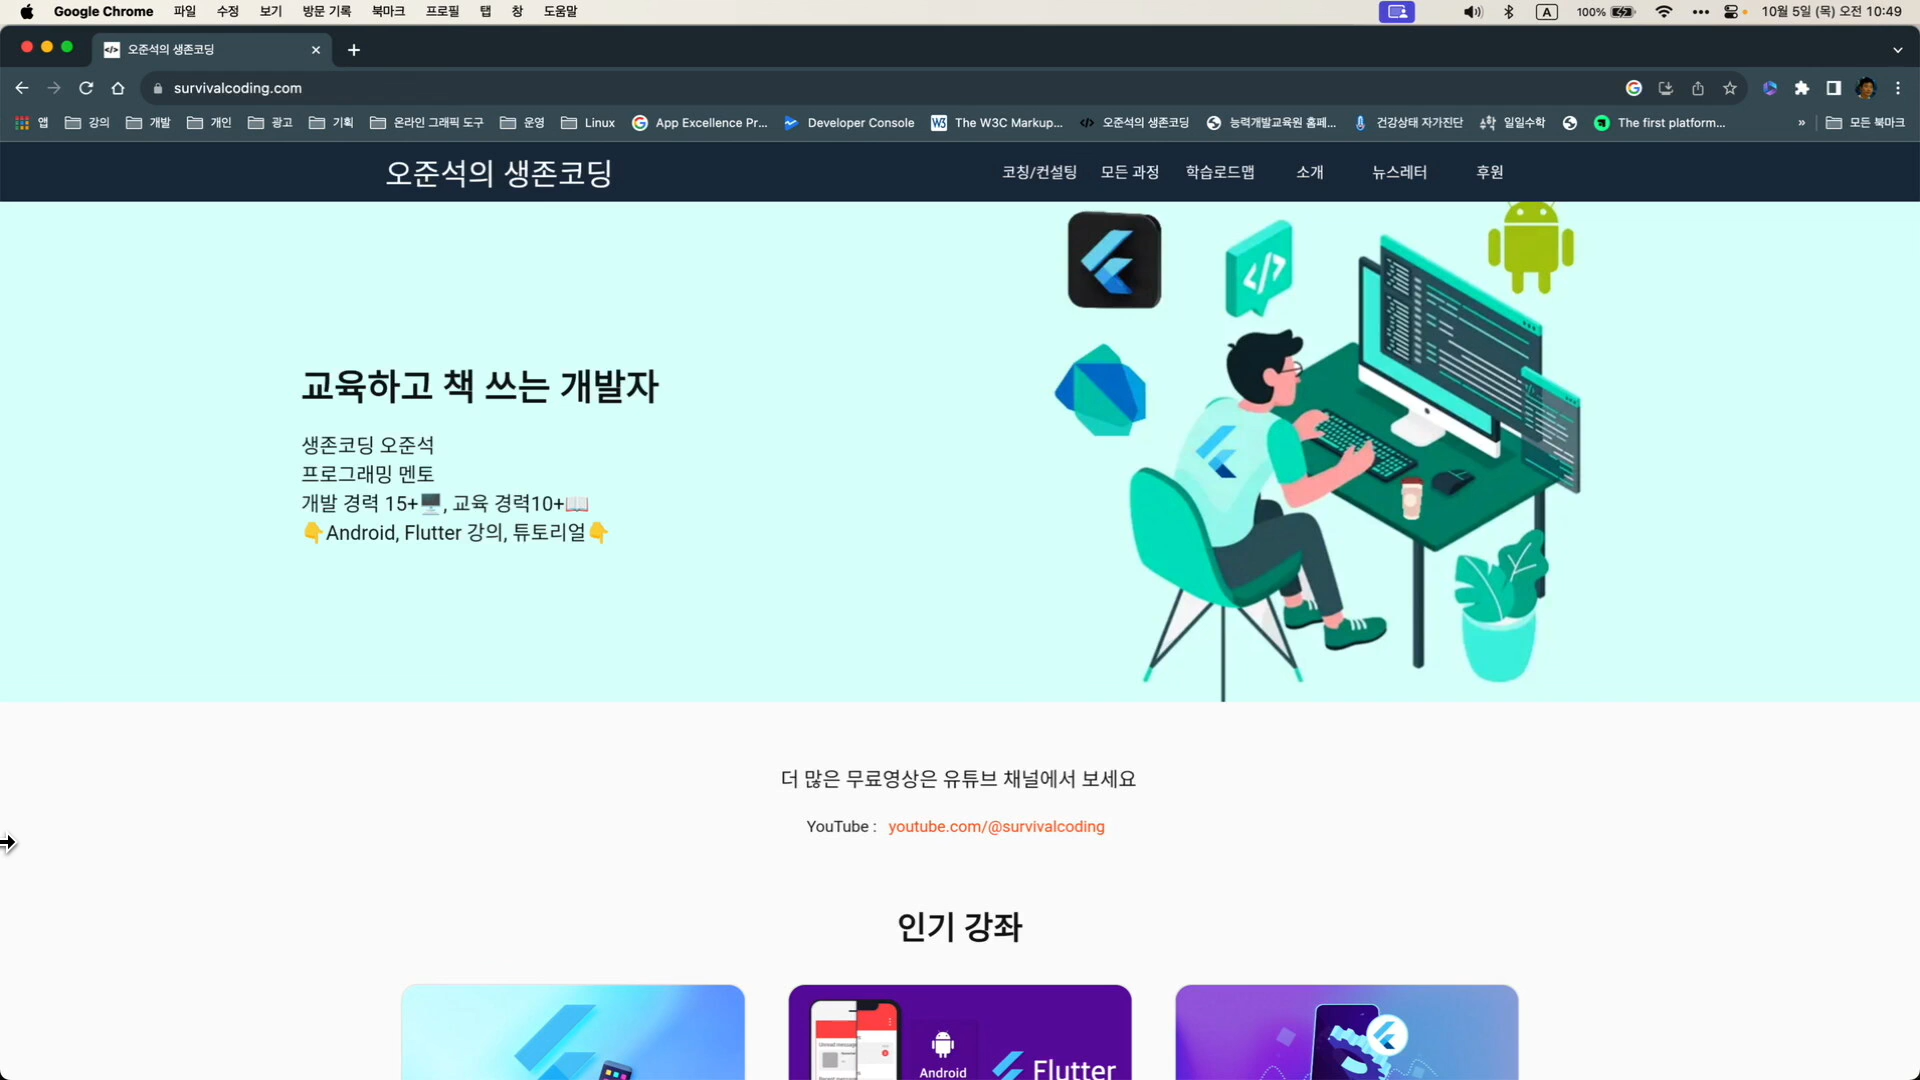 Google Chrome 파일 수정 보기 방문 기록 북마크 프로필 탭 창 도움말 A 100% 10월 5일 (목) 오전 10:49
오준석의 생존코딩
survivalcoding.com
앱 강의 개발 개인 광고 기획 온라인 그래픽 도구 운영 Linux App Excellence Pr... Developer Console The W3C Markup... 오준석의 생존코딩 능력개발교육원 홈페... 건강상태 자가진단 일일수학 The first platform... » 모든 북마크
오준석의 생존코딩 코칭/컨설팅 모든 과정 학습로드맵 소개 뉴스레터 후원
교육하고 책 쓰는 개발자
생존코딩 오준석
프로그래밍 멘토
개발 경력 15+🖥️, 교육 경력10+📖
👇Android, Flutter 강의, 튜토리얼👇
더 많은 무료영상은 유튜브 채널에서 보세요
YouTube : youtube.com/@survivalcoding
인기 강좌
Android Flutter